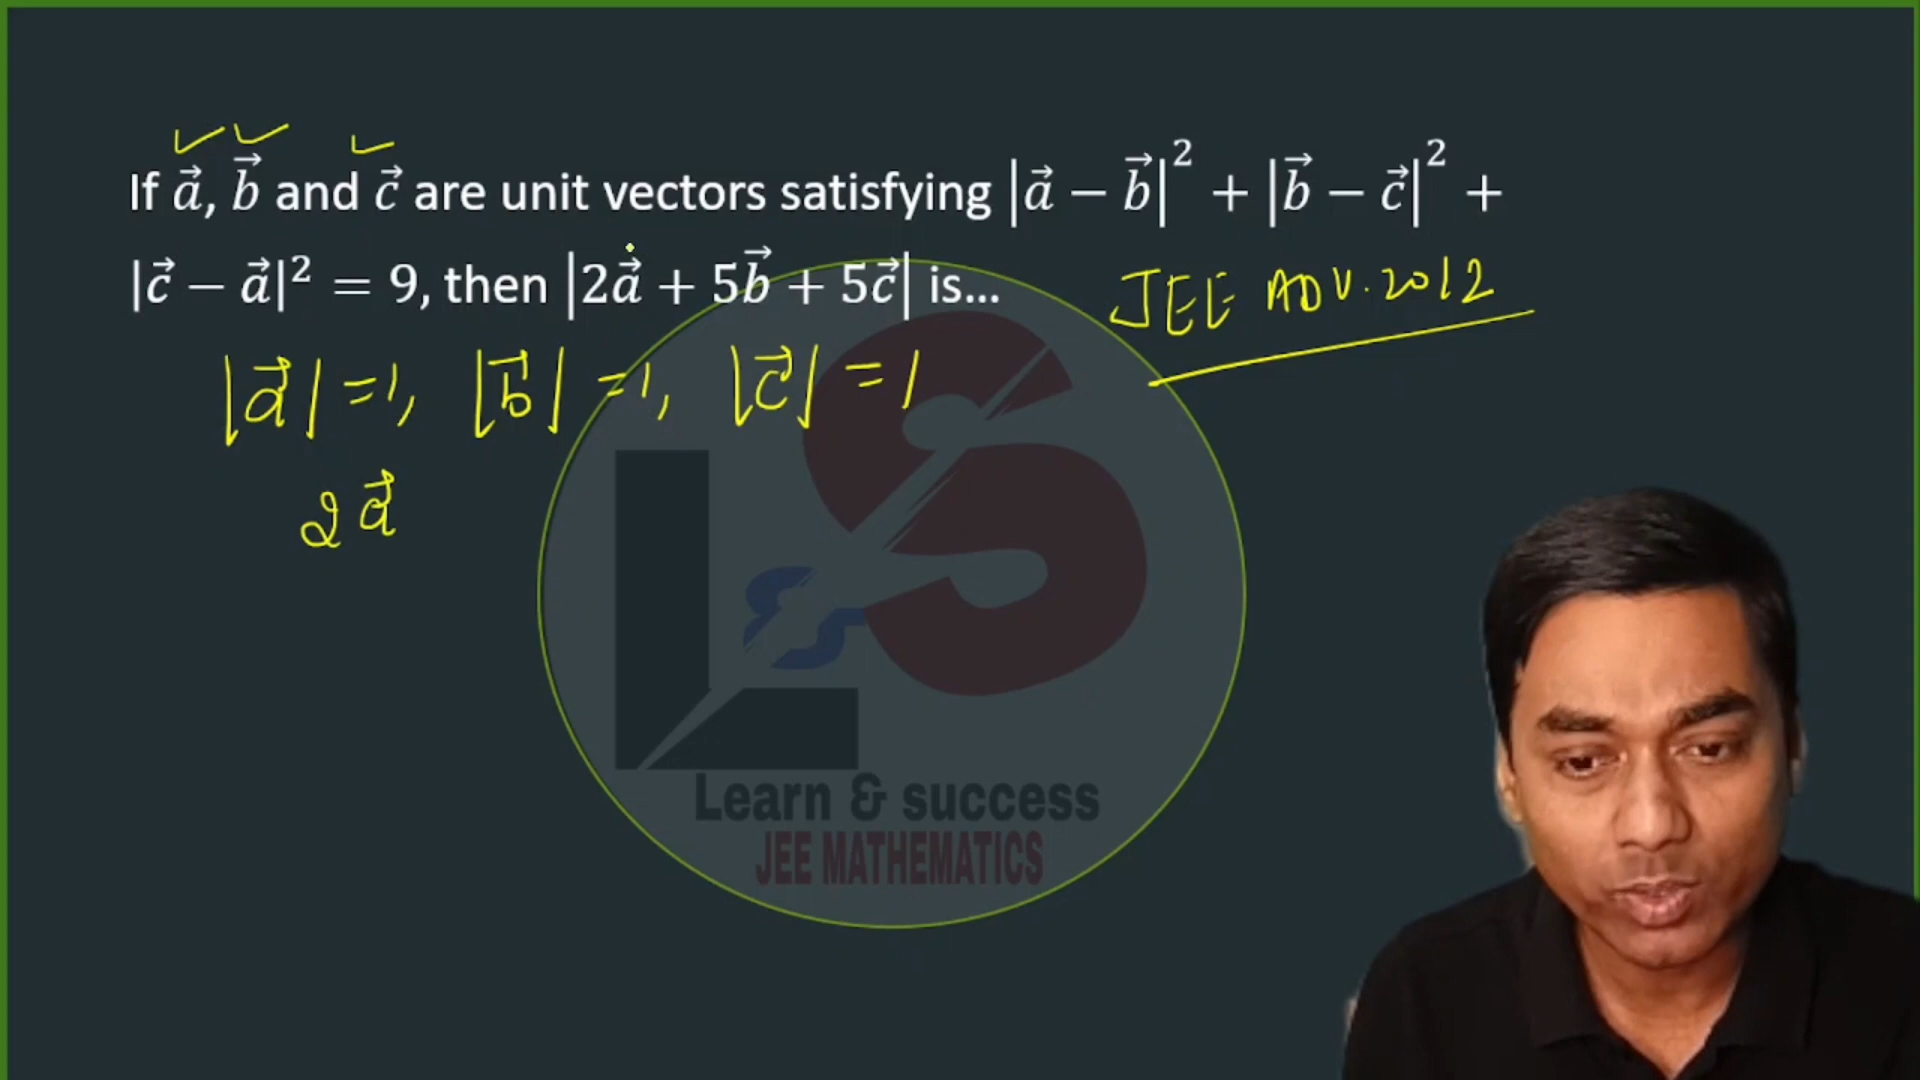 If a⃗, b⃗ and c⃗ are unit vectors satisfying |a⃗ − b⃗|² + |b⃗ − c⃗|² +
|c⃗ − a⃗|² = 9, then |2a⃗ + 5b⃗ + 5c⃗| is...
JEE ADV. 2012
|a⃗| = 1, |b⃗| = 1, |c⃗| = 1
2a⃗
LS
&
Learn & success
JEE MATHEMATICS